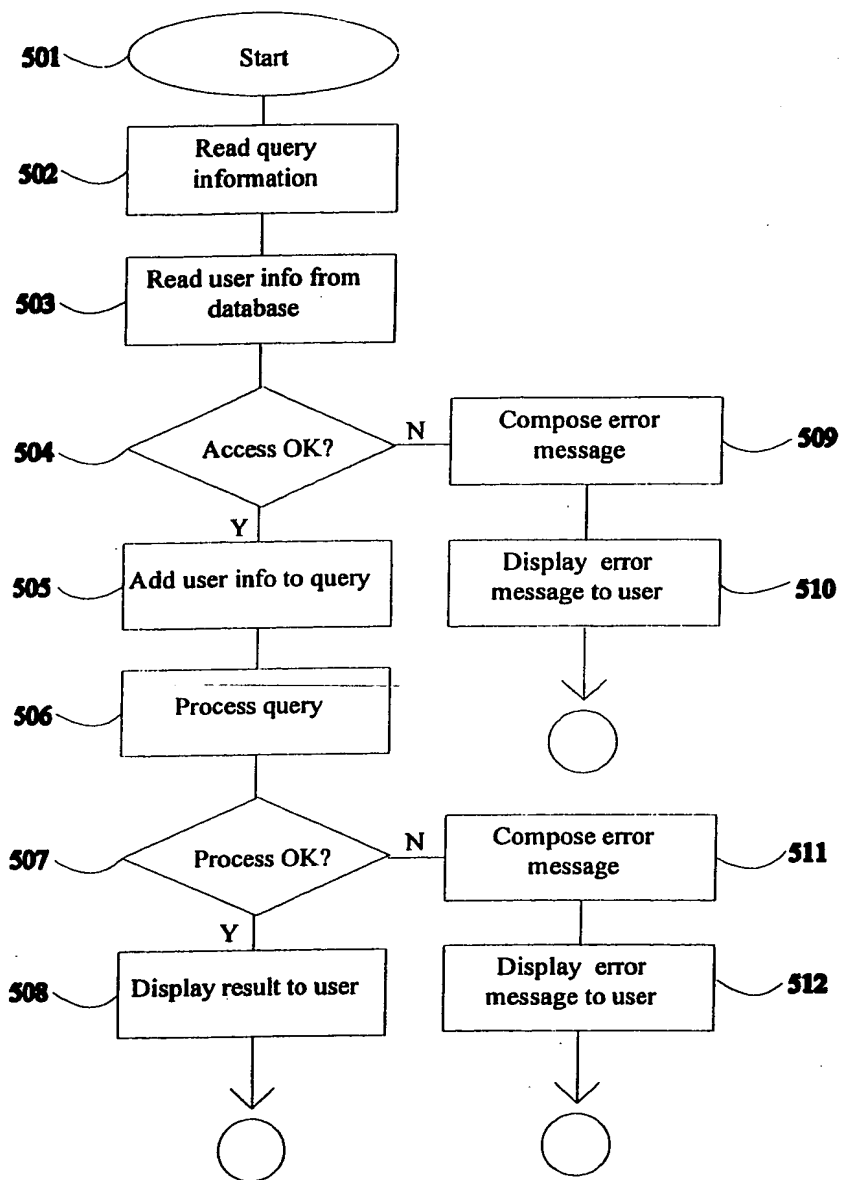 501
Start
502
Read query
information
503
Read user info from
database
504
Access OK?
N
Compose error
message
509
Y
505
Add user info to query
Display error
message to user
510
506
Process query
507
Process OK?
N
Compose error
message
511
Y
508
Display result to user
Display error
message to user
512